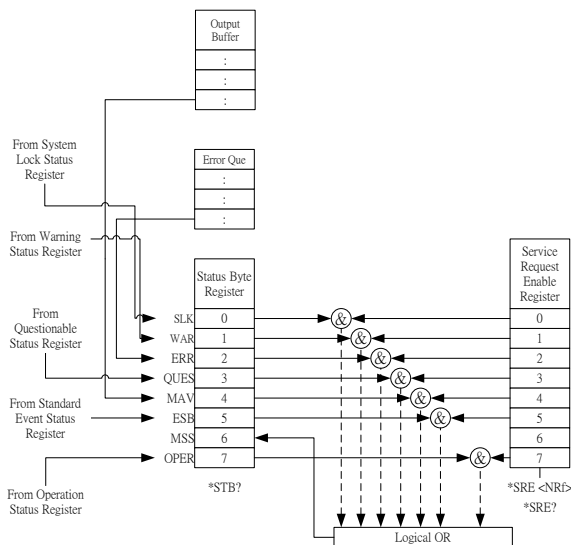 Output
Buffer
:
:
:
From System
Lock Status
Register
Error Que
:
:
:
From Warning
Status Register
Status Byte
Register
Service
Request
Enable
Register
SLK 0 & 0
WAR 1 & 1
ERR 2 & 2
From
Questionable
Status Register
QUES 3 & 3
MAV 4 & 4
From Standard
Event Status
Register
ESB 5 & 5
MSS 6 6
OPER 7 & 7
*STB?
*SRE <NRf>
*SRE?
From Operation
Status Register
Logical OR